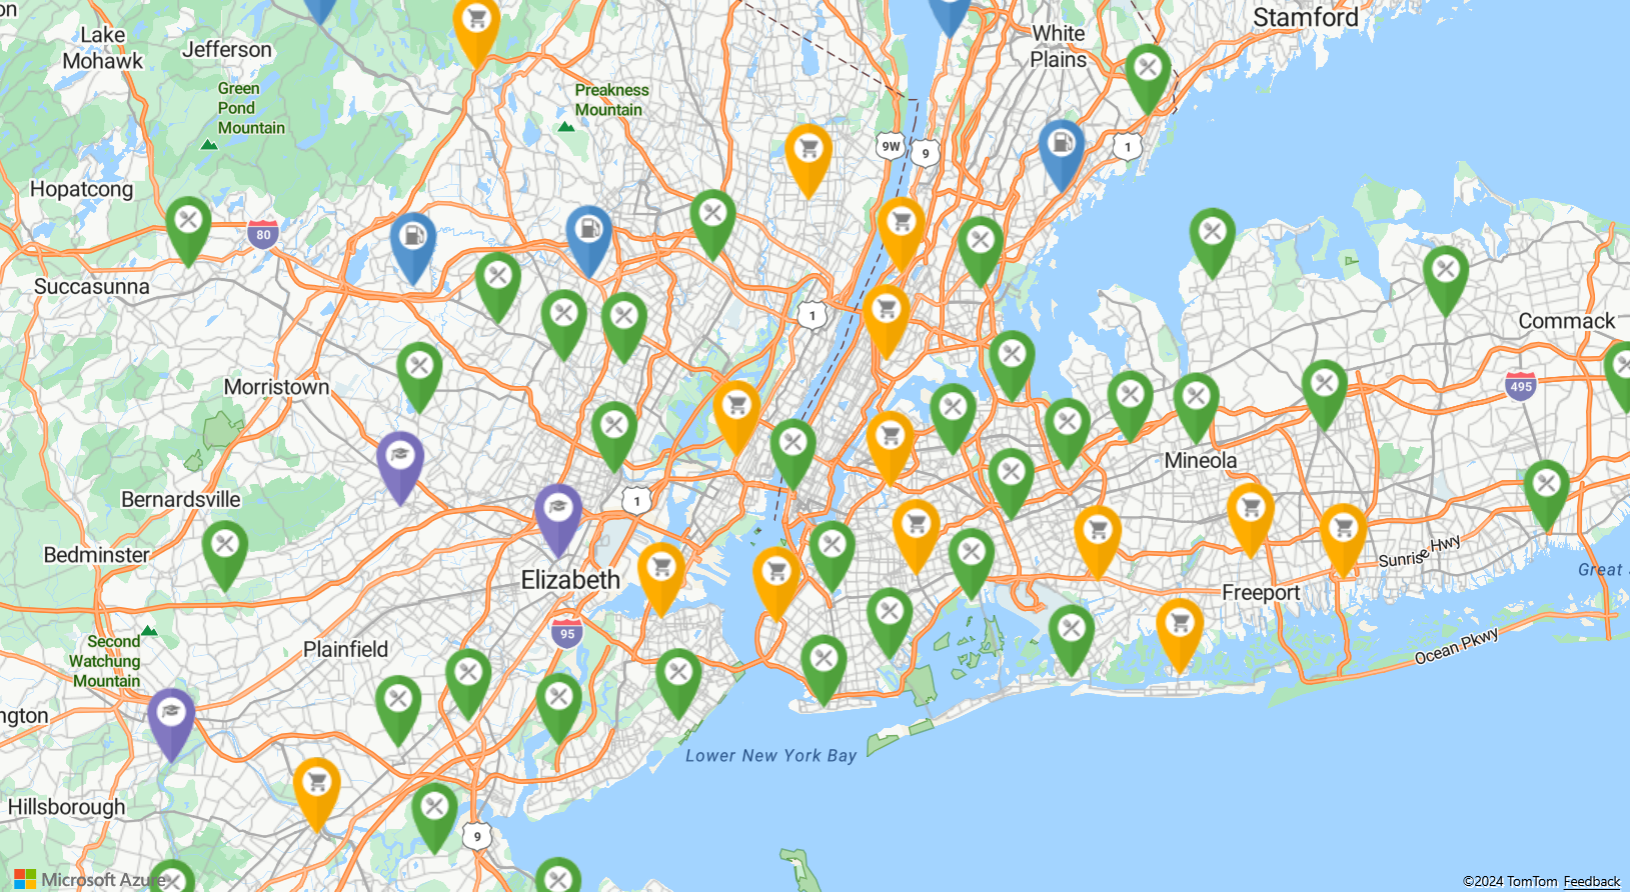 Stamford
Lake
Mohawk
Jefferson
White
Plains
Green
Pond
Mountain
Preakness
Mountain
9W
9
1
Hopatcong
80
Succasunna
1
Commack
Morristown
495
Mineola
Bernardsville
1
Bedminster
Elizabeth
Sunrise Hwy
Great
Freeport
95
Second
Watchung
Mountain
Plainfield
Ocean Pkwy
ngton
Lower New York Bay
Hillsborough
9
Microsoft Azure
©2024 TomTom Feedback